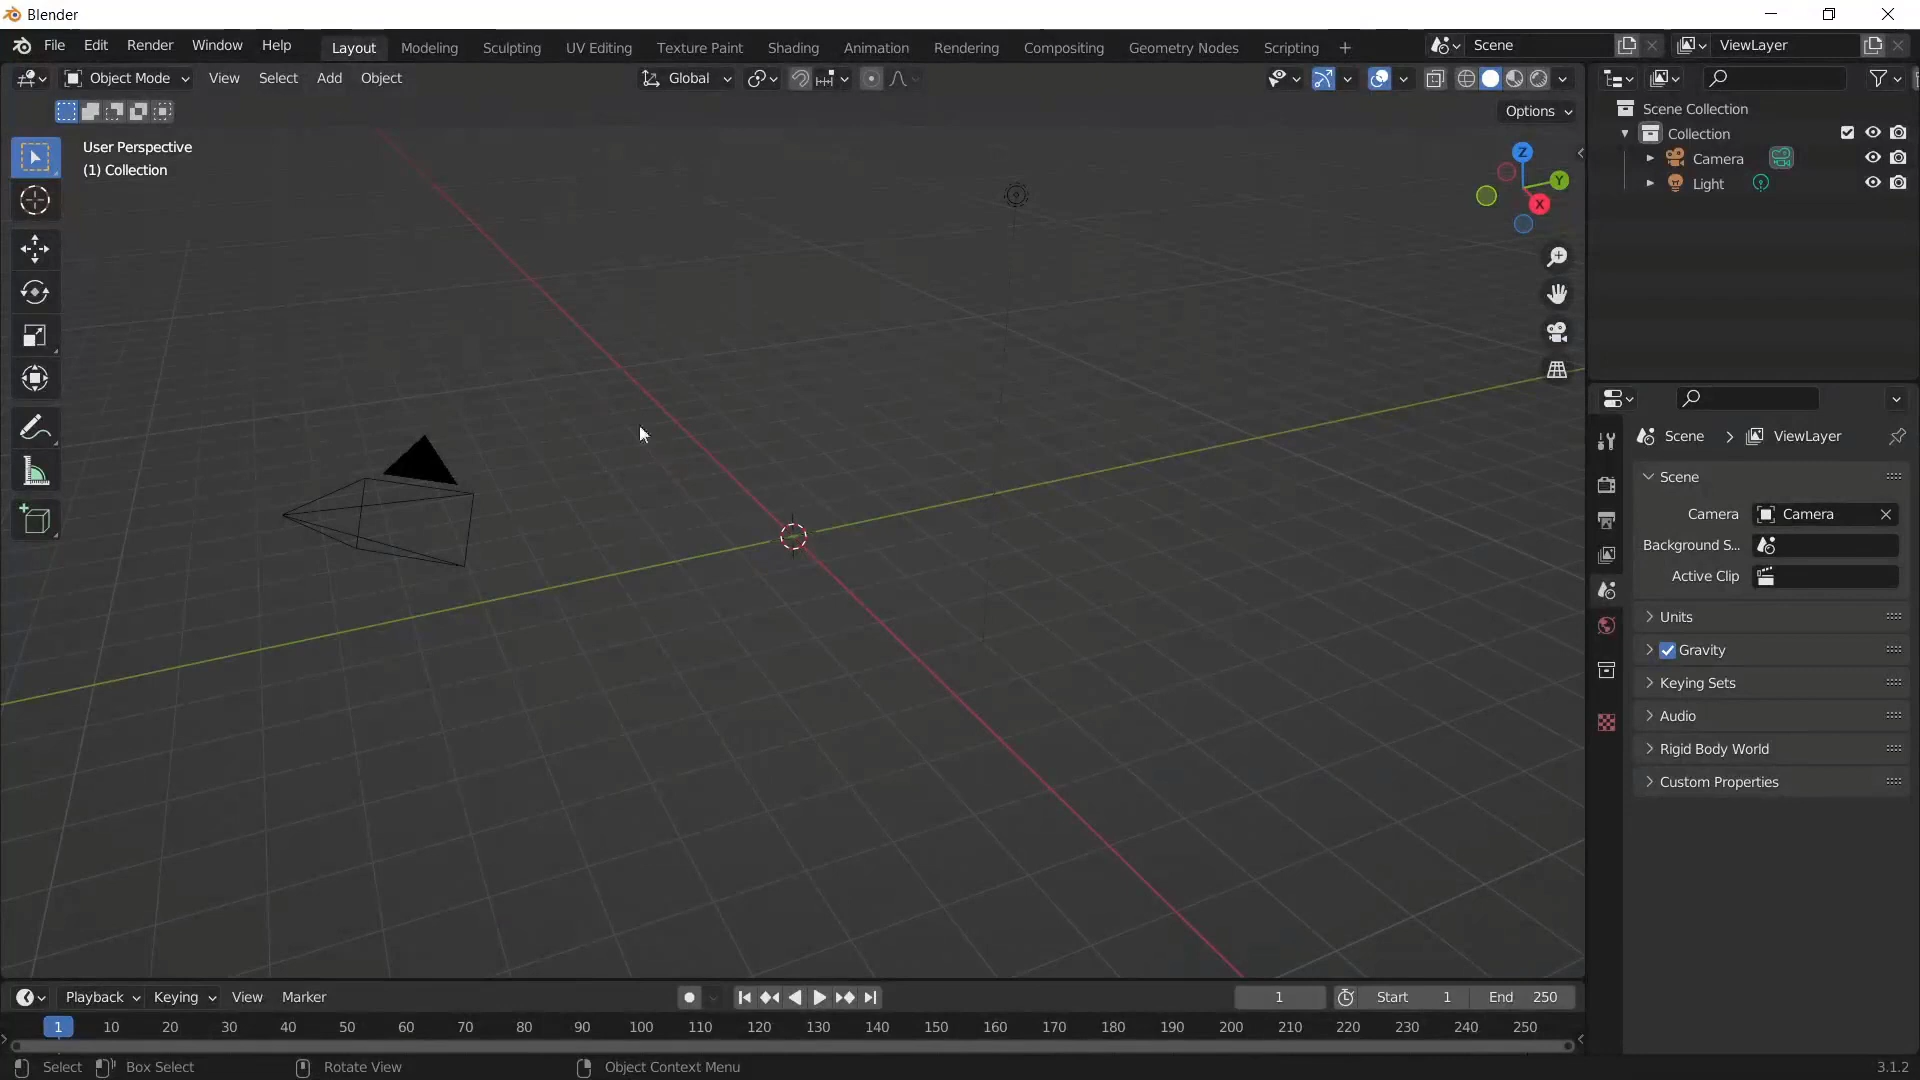 Blender
File Edit Render Window Help Layout Modeling Sculpting UV Editing Texture Paint Shading Animation Rendering Compositing Geometry Nodes Scripting + Scene ViewLayer
Object Mode View Select Add Object Global
Options
User Perspective
(1) Collection
Z
Y
X
Scene Collection
Collection
Camera
Light
Scene > ViewLayer
Scene
Camera Camera
Background S...
Active Clip
Units
Gravity
Keying Sets
Audio
Rigid Body World
Custom Properties
Playback Keying View Marker 1 Start 1 End 250
1 10 20 30 40 50 60 70 80 90 100 110 120 130 140 150 160 170 180 190 200 210 220 230 240 250
Select Box Select Rotate View Object Context Menu 3.1.2